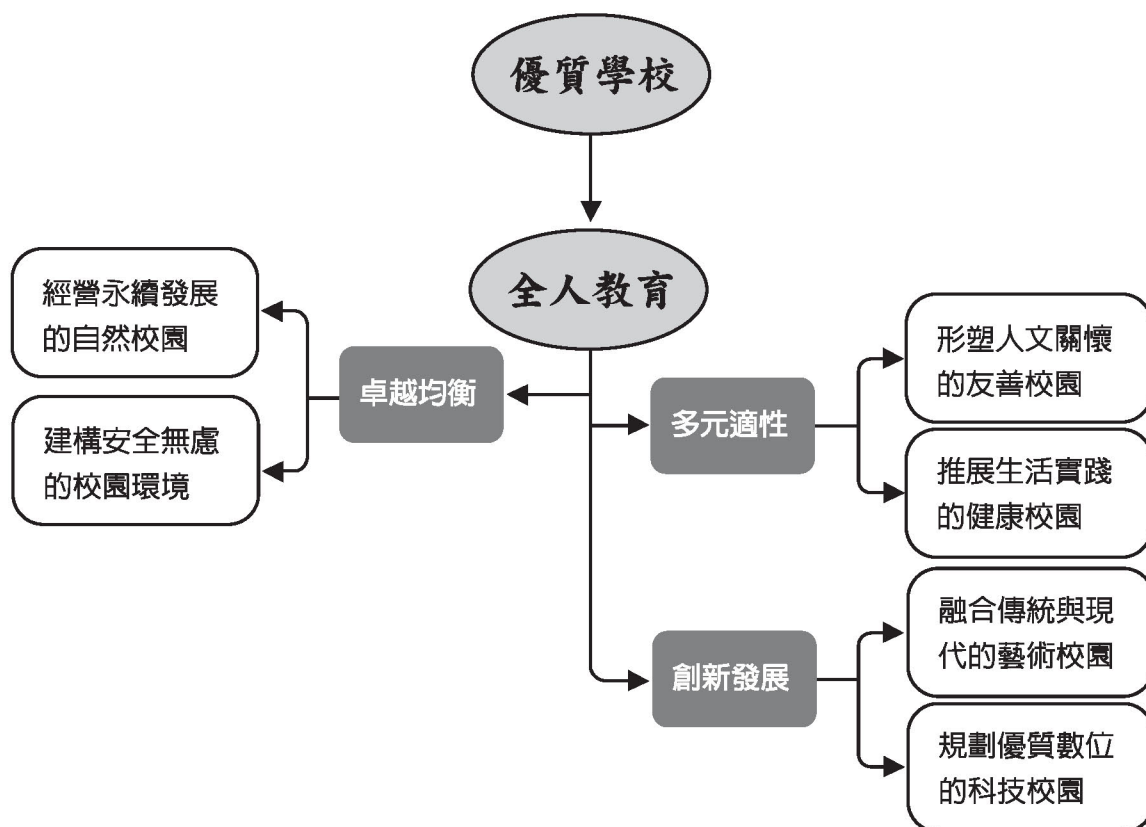 優質學校
全人教育
經營永續發展
的自然校園
建構安全無慮
的校園環境
卓越均衡
多元適性
形塑人文關懷
的友善校園
推展生活實踐
的健康校園
創新發展
融合傳統與現
代的藝術校園
規劃優質數位
的科技校園